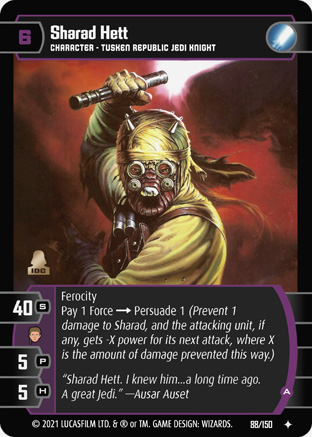 6
Sharad Hett
CHARACTER - TUSKEN REPUBLIC JEDI KNIGHT
IDC
40 S
5 P
5 H
Ferocity
Pay 1 Force → Persuade 1 (Prevent 1
damage to Sharad, and the attacking unit, if
any, gets -X power for its next attack, where X
is the amount of damage prevented this way.)
“Sharad Hett. I knew him...a long time ago.
A great Jedi.” —Ausar Auset
A
© 2021 LUCASFILM LTD. & ® or TM. GAME DESIGN: WIZARDS.
88/150